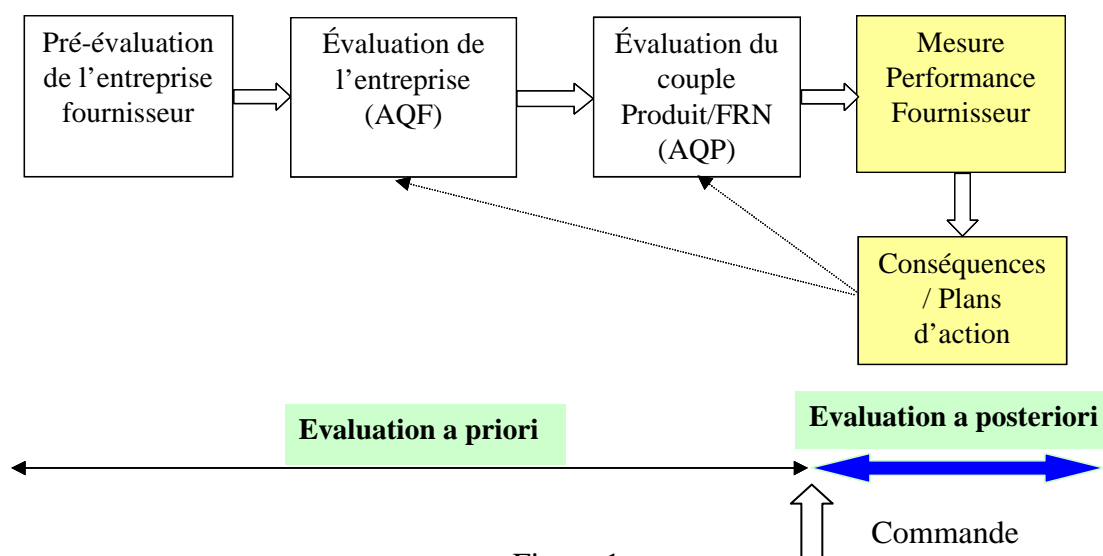 Pré-évaluation
de l’entreprise
fournisseur
Évaluation de
l’entreprise
(AQF)
Évaluation du
couple
Produit/FRN
(AQP)
Mesure
Performance
Fournisseur
Conséquences
/ Plans
d’action
Evaluation a priori
Evaluation a posteriori
Commande